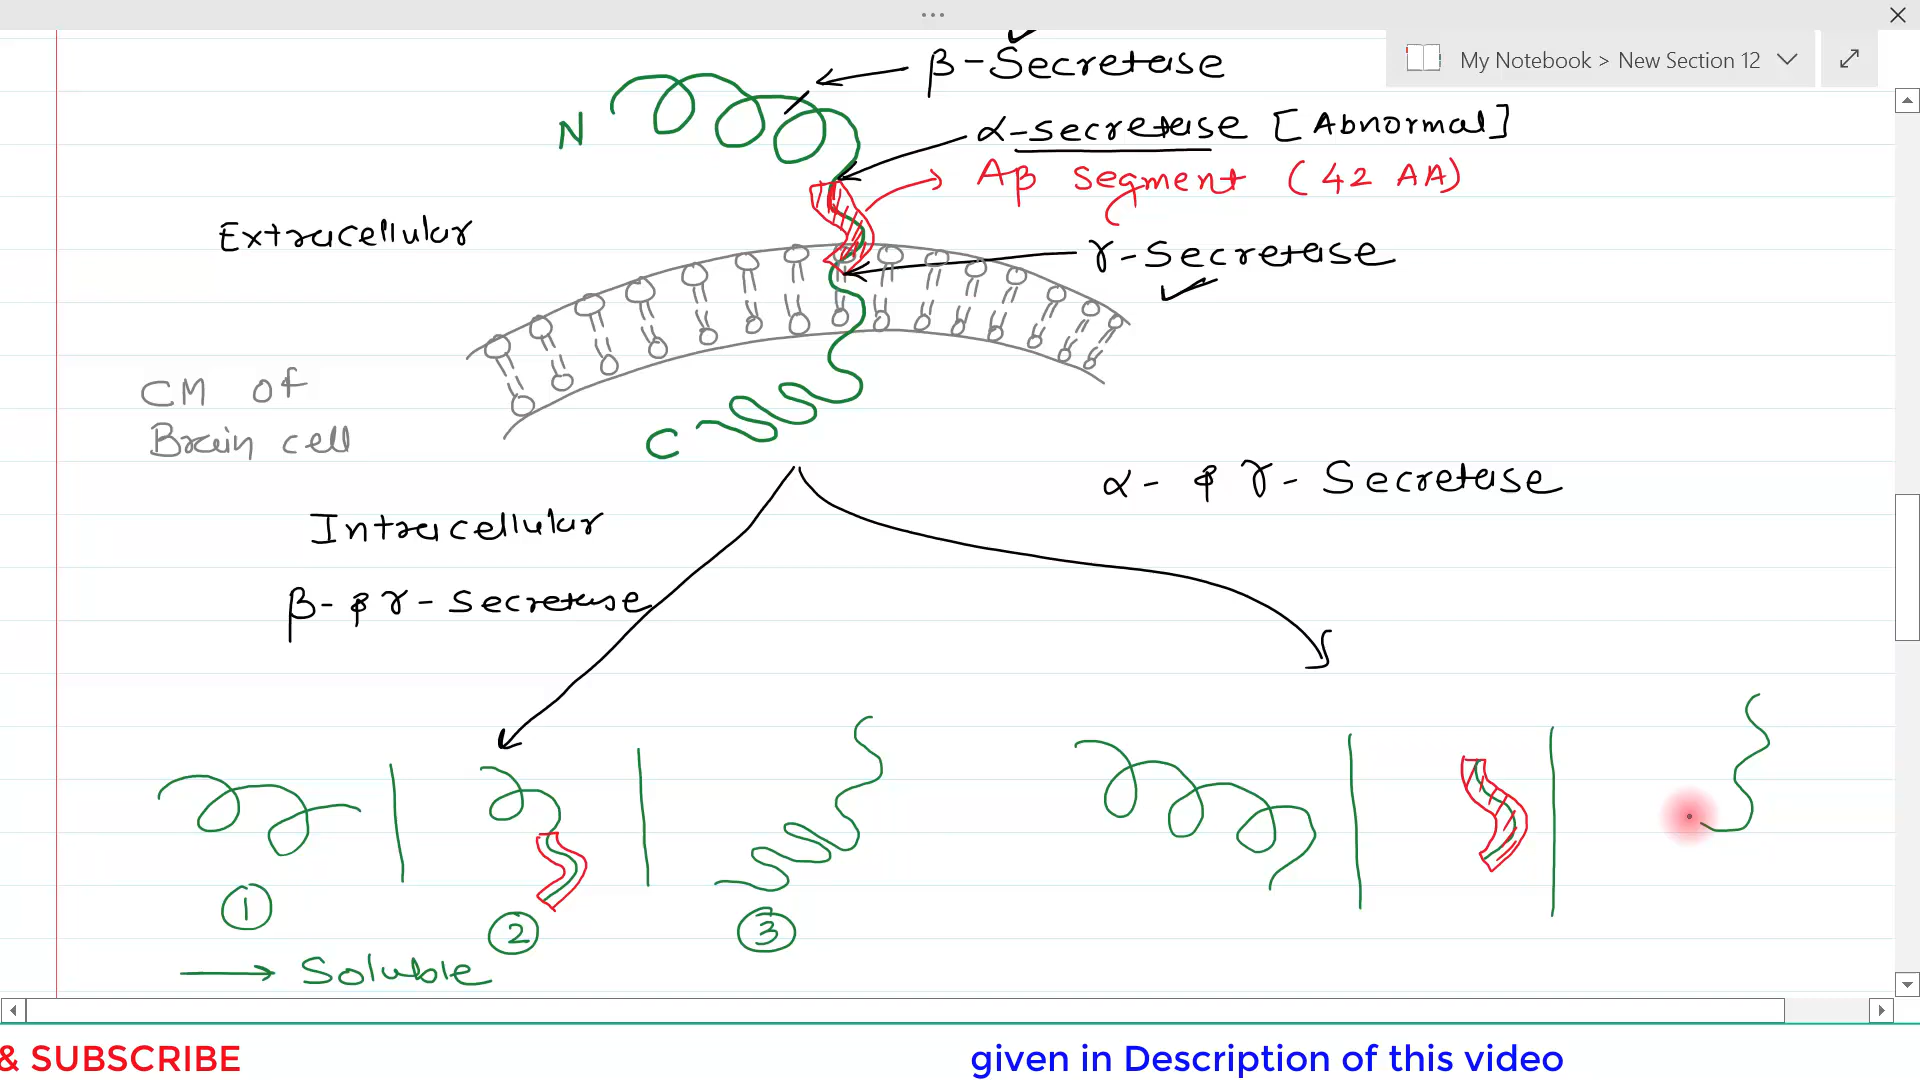 My Notebook > New Section 12
β-Secretase
N
α-secretase [Abnormal]
Aβ segment (42 AA)
Extracellular
γ-Secretase
CM of
Brain cell
C
α- & γ- Secretase
Intracellular
β- & γ- secretase
1
2
3
→ Soluble
& SUBSCRIBE
given in Description of this video